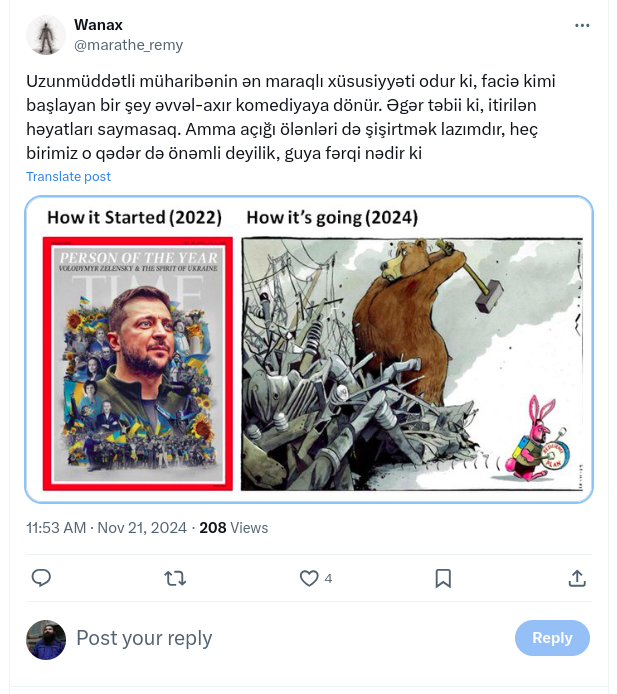 Wanax
@marathe_remy
Uzunmüddətli müharibənin ən maraqlı xüsusiyyəti odur ki, faciə kimi
başlayan bir şey əvvəl-axır komediyaya dönür. Əgər təbii ki, itirilən
həyatları saymasaq. Amma açığı ölənləri də şişirtmək lazımdır, heç
birimiz o qədər də önəmli deyilik, guya fərqi nədir ki
Translate post
How it Started (2022)
How it's going (2024)
PERSON OF THE YEAR
VOLODYMYR ZELENSKY & THE SPIRIT OF UKRAINE
TIME
PLAN
11:53 AM · Nov 21, 2024 · 208 Views
4
Post your reply
Reply